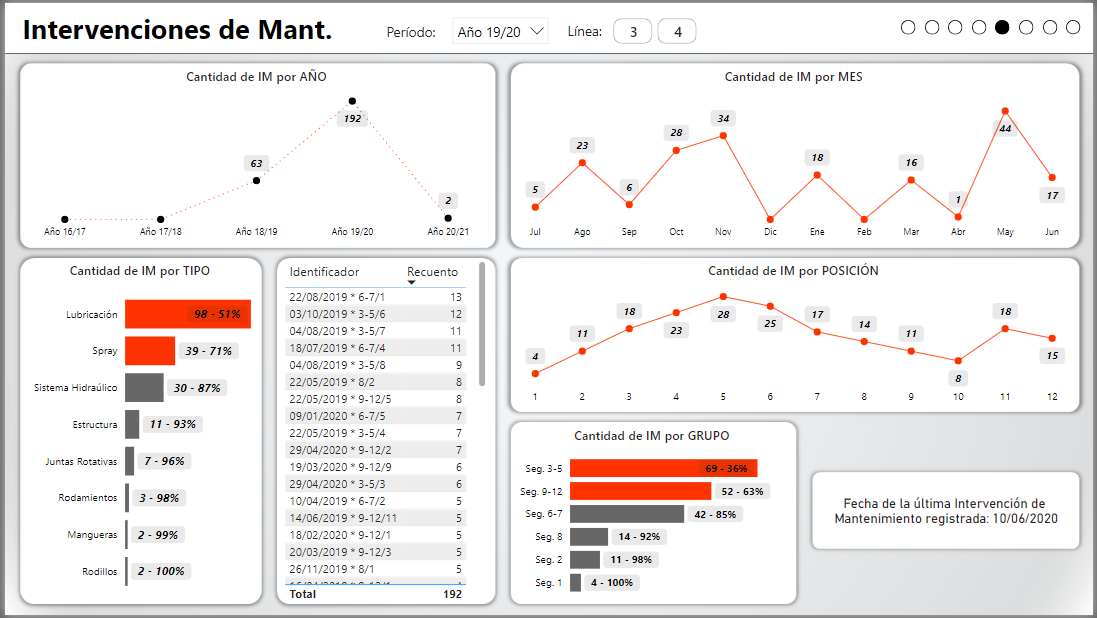 Intervenciones de Mant.
Período: Año 19/20 Línea: 3 4
Cantidad de IM por AÑO
63
192
2
Año 16/17 Año 17/18 Año 18/19 Año 19/20 Año 20/21
Cantidad de IM por MES
5 23 6 28 34 18 16 1 44 17
Jul Ago Sep Oct Nov Dic Ene Feb Mar Abr May Jun
Cantidad de IM por TIPO
Lubricación 98 - 51%
Spray 39 - 71%
Sistema Hidraúlico 30 - 87%
Estructura 11 - 93%
Juntas Rotativas 7 - 96%
Rodamientos 3 - 98%
Mangueras 2 - 99%
Rodillos 2 - 100%
Identificador Recuento
22/08/2019 * 6-7/1 13
03/10/2019 * 3-5/6 12
04/08/2019 * 3-5/7 11
18/07/2019 * 6-7/4 11
04/08/2019 * 3-5/8 9
22/05/2019 * 8/2 8
22/05/2019 * 9-12/5 8
09/01/2020 * 6-7/5 7
22/05/2019 * 3-5/4 7
29/04/2020 * 9-12/2 7
19/03/2020 * 9-12/9 6
29/04/2020 * 3-5/3 6
10/04/2019 * 6-7/2 5
14/06/2019 * 9-12/11 5
18/02/2020 * 9-12/1 5
20/03/2019 * 9-12/3 5
26/11/2019 * 8/1 5
Total 192
Cantidad de IM por POSICIÓN
4 11 18 23 28 25 17 14 11 8 18 15
1 2 3 4 5 6 7 8 9 10 11 12
Cantidad de IM por GRUPO
Seg. 3-5 69 - 36%
Seg. 9-12 52 - 63%
Seg. 6-7 42 - 85%
Seg. 8 14 - 92%
Seg. 2 11 - 98%
Seg. 1 4 - 100%
Fecha de la última Intervención de
Mantenimiento registrada: 10/06/2020